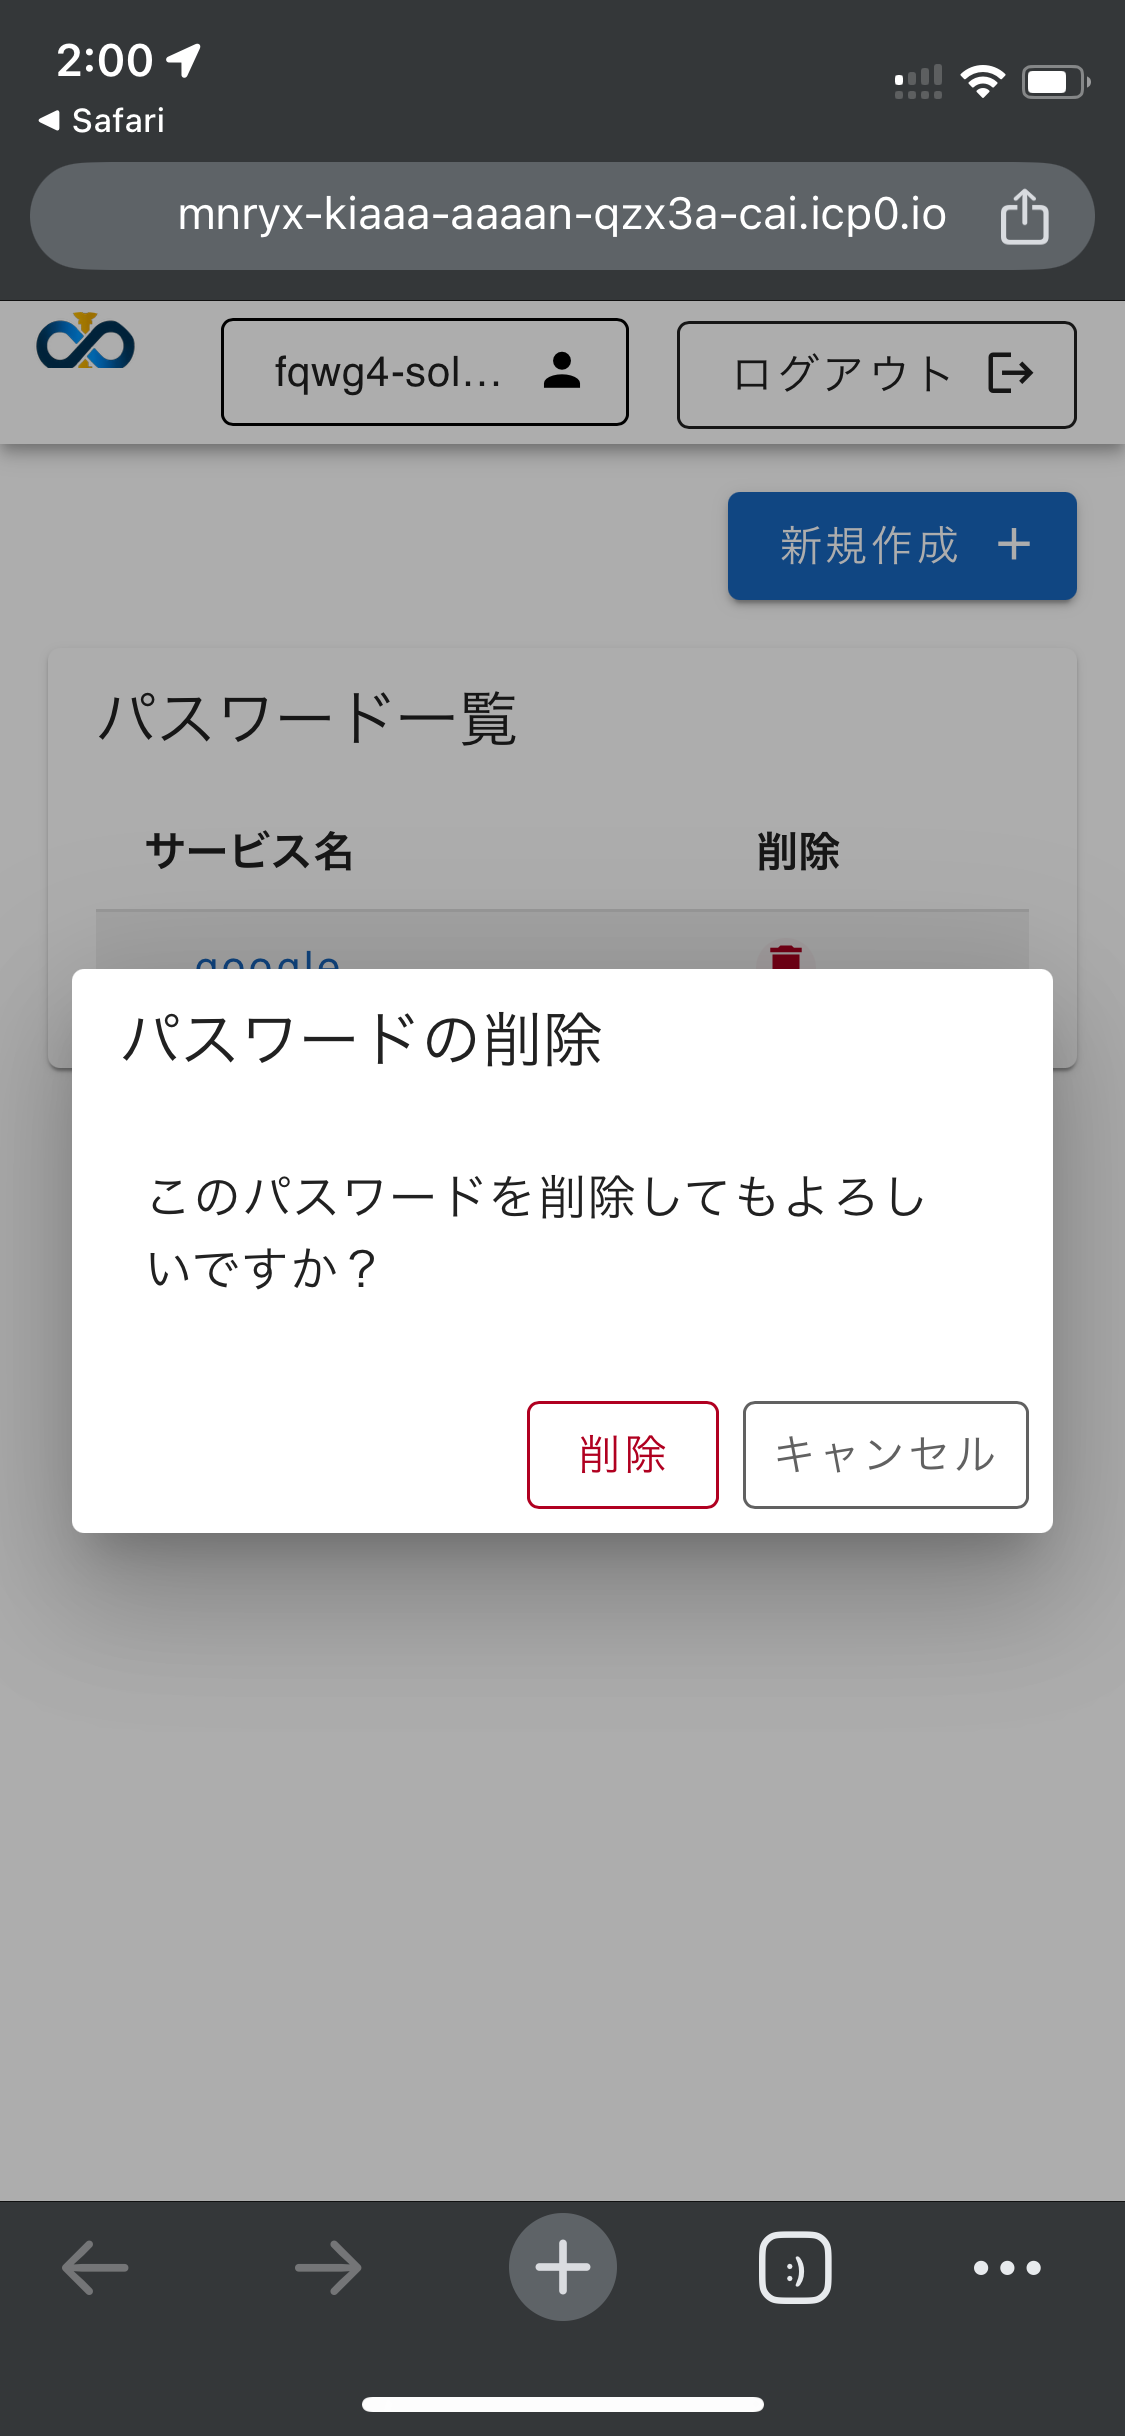 2:00
Safari
mnryx-kiaaa-aaaan-qzx3a-cai.icp0.io
fqwg4-sol...
ログアウト
新規作成
パスワード一覧
サービス名 削除
google
パスワードの削除
このパスワードを削除してもよろし
いですか？
削除 キャンセル
:)